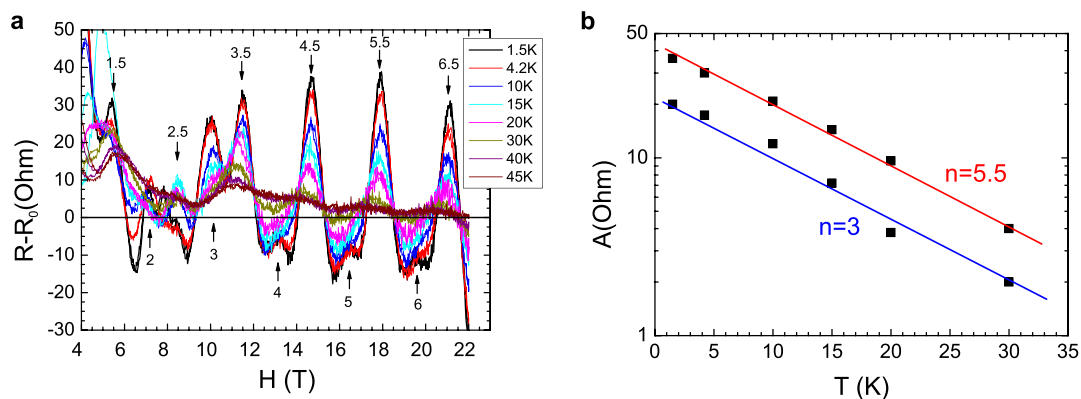 a
50
40
30
20
10
0
-10
-20
-30
4 6 8 10 12 14 16 18 20 22
R-R0(Ohm)
H (T)
1.5
2.5
3.5
4.5
5.5
6.5
2
3
4
5
6
1.5K
4.2K
10K
15K
20K
30K
40K
45K
b
50
10
1
0 5 10 15 20 25 30 35
A(Ohm)
T (K)
n=5.5
n=3